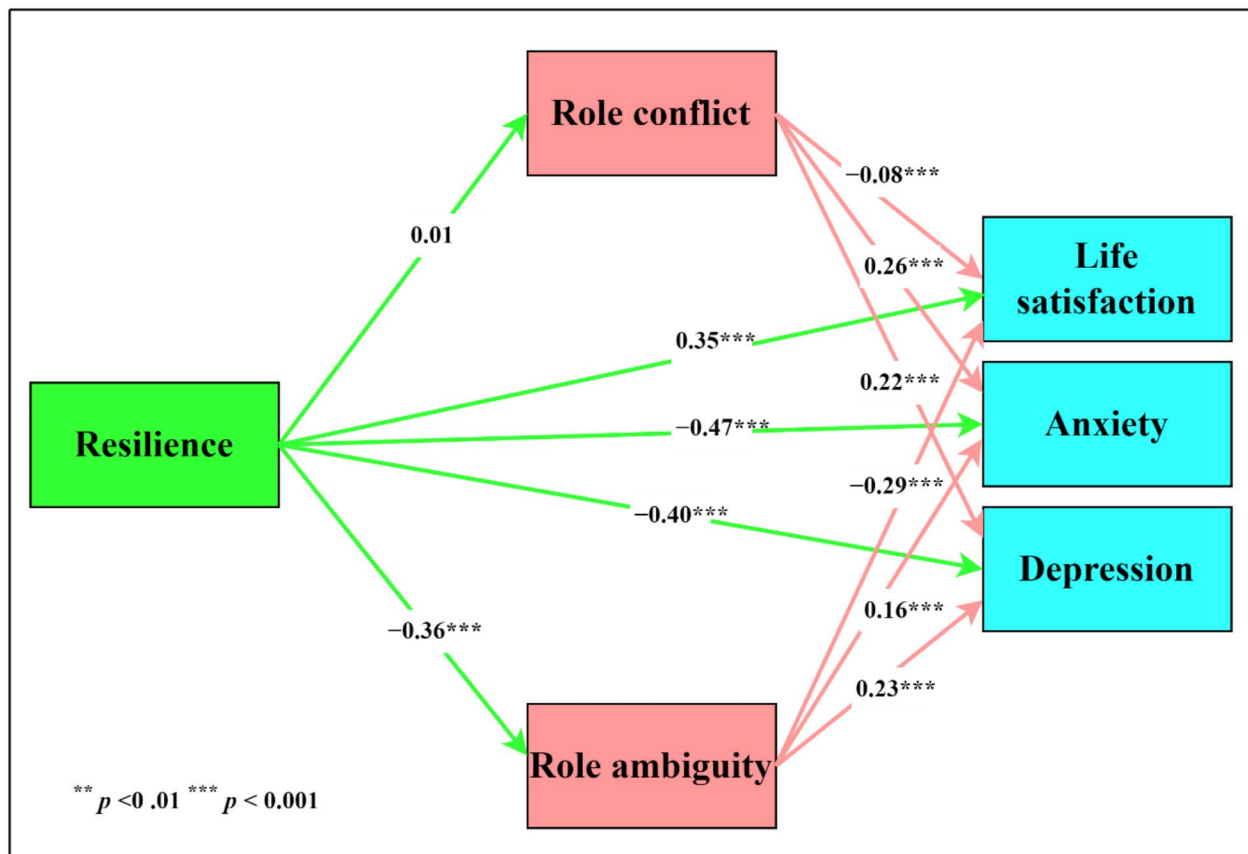 Role conflict
−0.08***
0.01
0.26***
Life
satisfaction
0.35***
0.22***
Resilience
−0.47***
Anxiety
−0.29***
−0.40***
Depression
0.16***
−0.36***
0.23***
Role ambiguity
** p <0 .01 *** p < 0.001